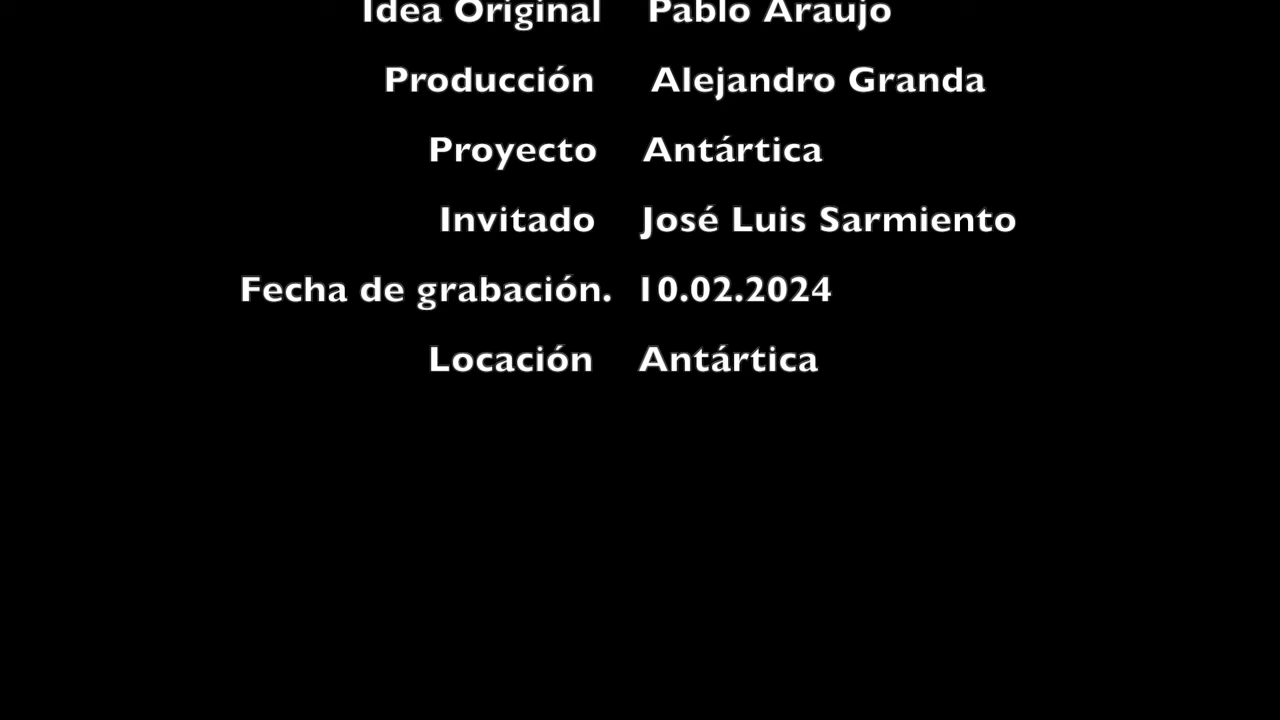 Idea Original Pablo Araujo
Producción Alejandro Granda
Proyecto Antártica
Invitado José Luis Sarmiento
Fecha de grabación. 10.02.2024
Locación Antártica